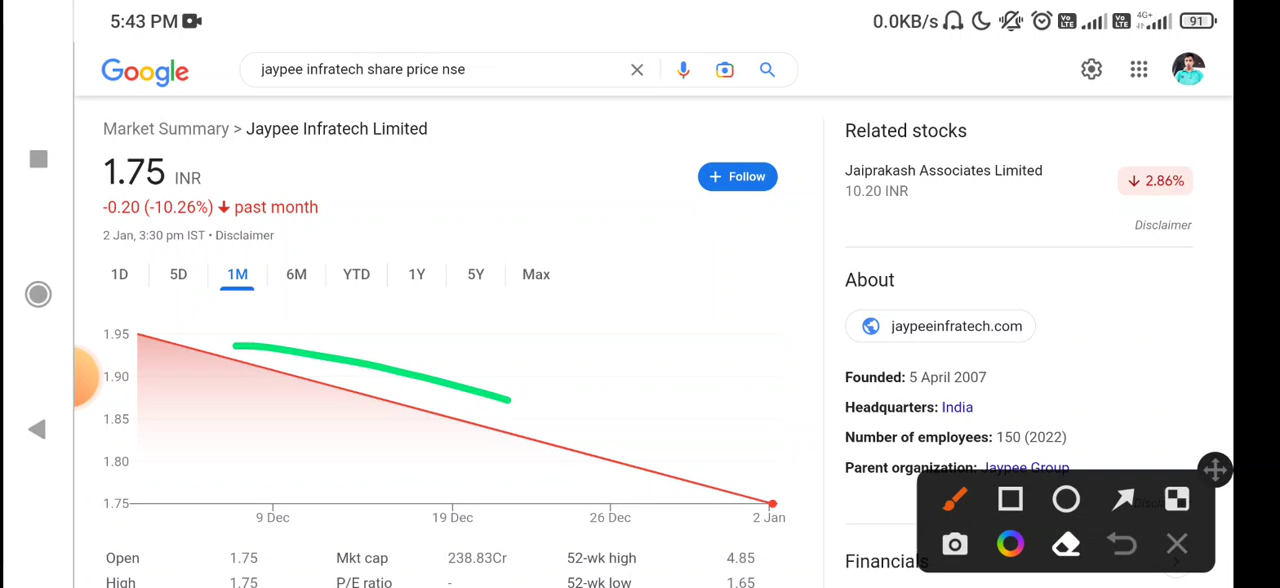 5:43 PM
0.0KB/s
Vo LTE
Vo LTE
4G+
91
Google
jaypee infratech share price nse
Market Summary > Jaypee Infratech Limited
1.75 INR
+ Follow
-0.20 (-10.26%) ↓ past month
2 Jan, 3:30 pm IST • Disclaimer
1D
5D
1M
6M
YTD
1Y
5Y
Max
1.95
1.90
1.85
1.80
1.75
9 Dec
19 Dec
26 Dec
2 Jan
Open 1.75
Mkt cap 238.83Cr
52-wk high 4.85
High 1.75
P/E ratio -
52-wk low 1.65
Related stocks
Jaiprakash Associates Limited
10.20 INR
↓ 2.86%
Disclaimer
About
jaypeeinfratech.com
Founded: 5 April 2007
Headquarters: India
Number of employees: 150 (2022)
Parent organization: Jaypee Group
Financials